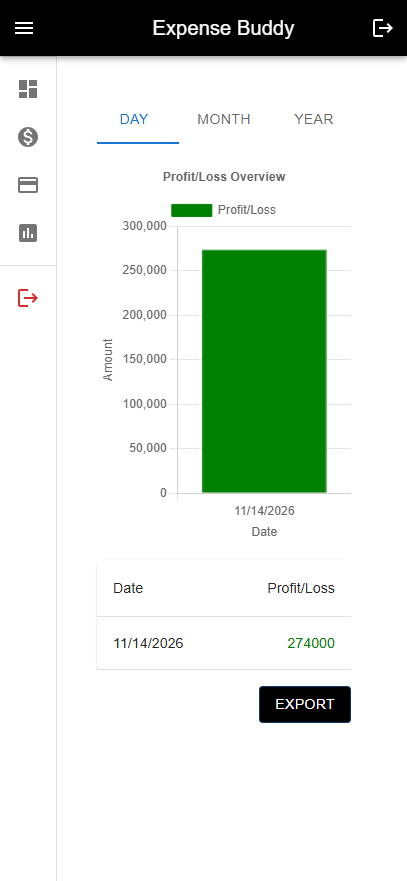 Expense Buddy
DAY MONTH YEAR
Profit/Loss Overview
Profit/Loss
300,000
250,000
200,000
150,000
100,000
50,000
0
Amount
11/14/2026
Date
Date Profit/Loss
11/14/2026 274000
EXPORT